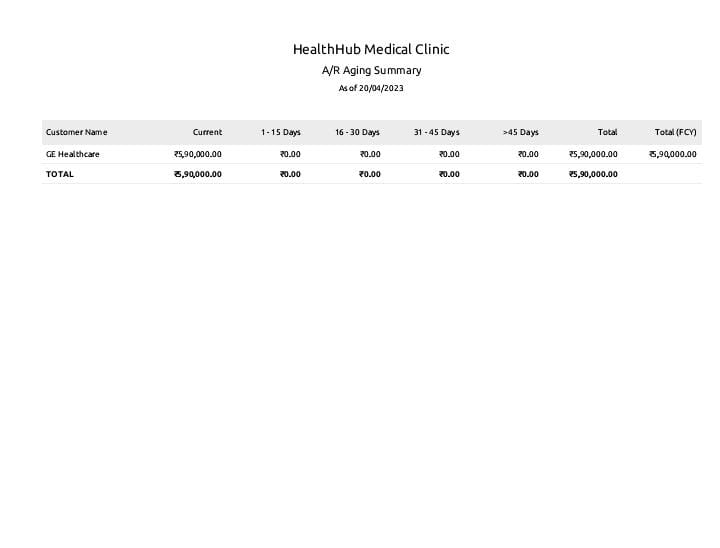 HealthHub Medical Clinic
A/R Aging Summary
As of 20/04/2023
Customer Name Current 1 - 15 Days 16 - 30 Days 31 - 45 Days >45 Days Total Total (FCY)
GE Healthcare ₹5,90,000.00 ₹0.00 ₹0.00 ₹0.00 ₹0.00 ₹5,90,000.00 ₹5,90,000.00
TOTAL ₹5,90,000.00 ₹0.00 ₹0.00 ₹0.00 ₹0.00 ₹5,90,000.00